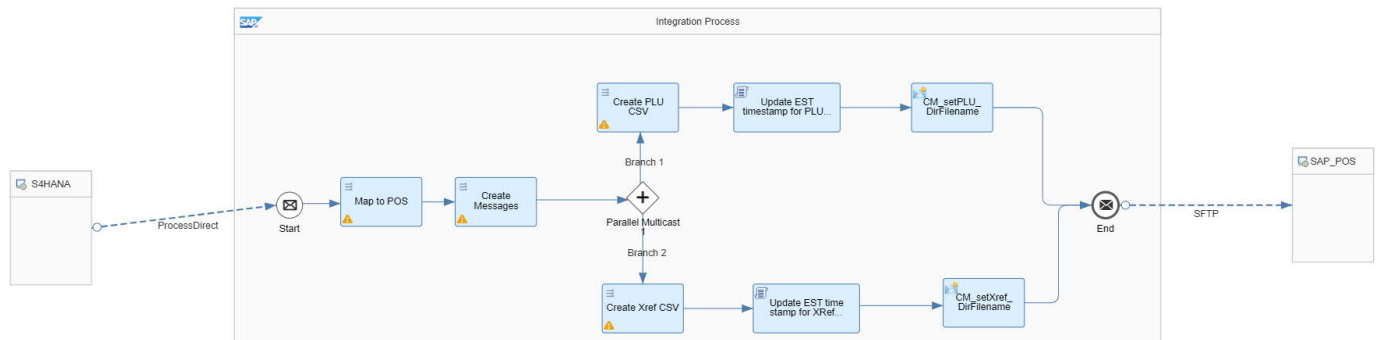 SAP
Integration Process
Create PLU
CSV
Update EST
timestamp for PLU...
CM_setPLU_
DirFilename
Branch 1
S4HANA
SAP_POS
Map to POS
Create
Messages
ProcessDirect
Start
Parallel Multicast
1
End
SFTP
Branch 2
Create Xref CSV
Update EST time
stamp for XRef...
CM_setXref_
DirFilename